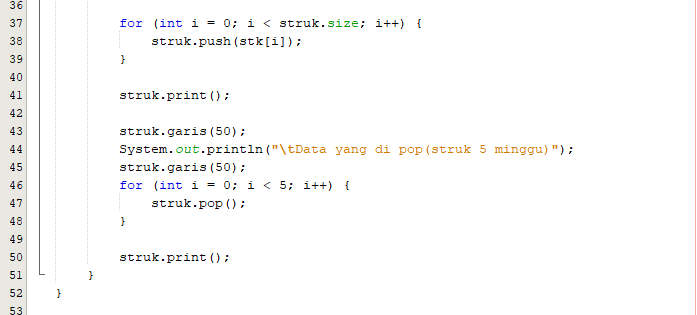 36
37 for (int i = 0; i < struk.size; i++) {
38 struk.push(stk[i]);
39 }
40
41 struk.print();
42
43 struk.garis(50);
44 System.out.println("\tData yang di pop(struk 5 minggu)");
45 struk.garis(50);
46 for (int i = 0; i < 5; i++) {
47 struk.pop();
48 }
49
50 struk.print();
51 }
52 }
53